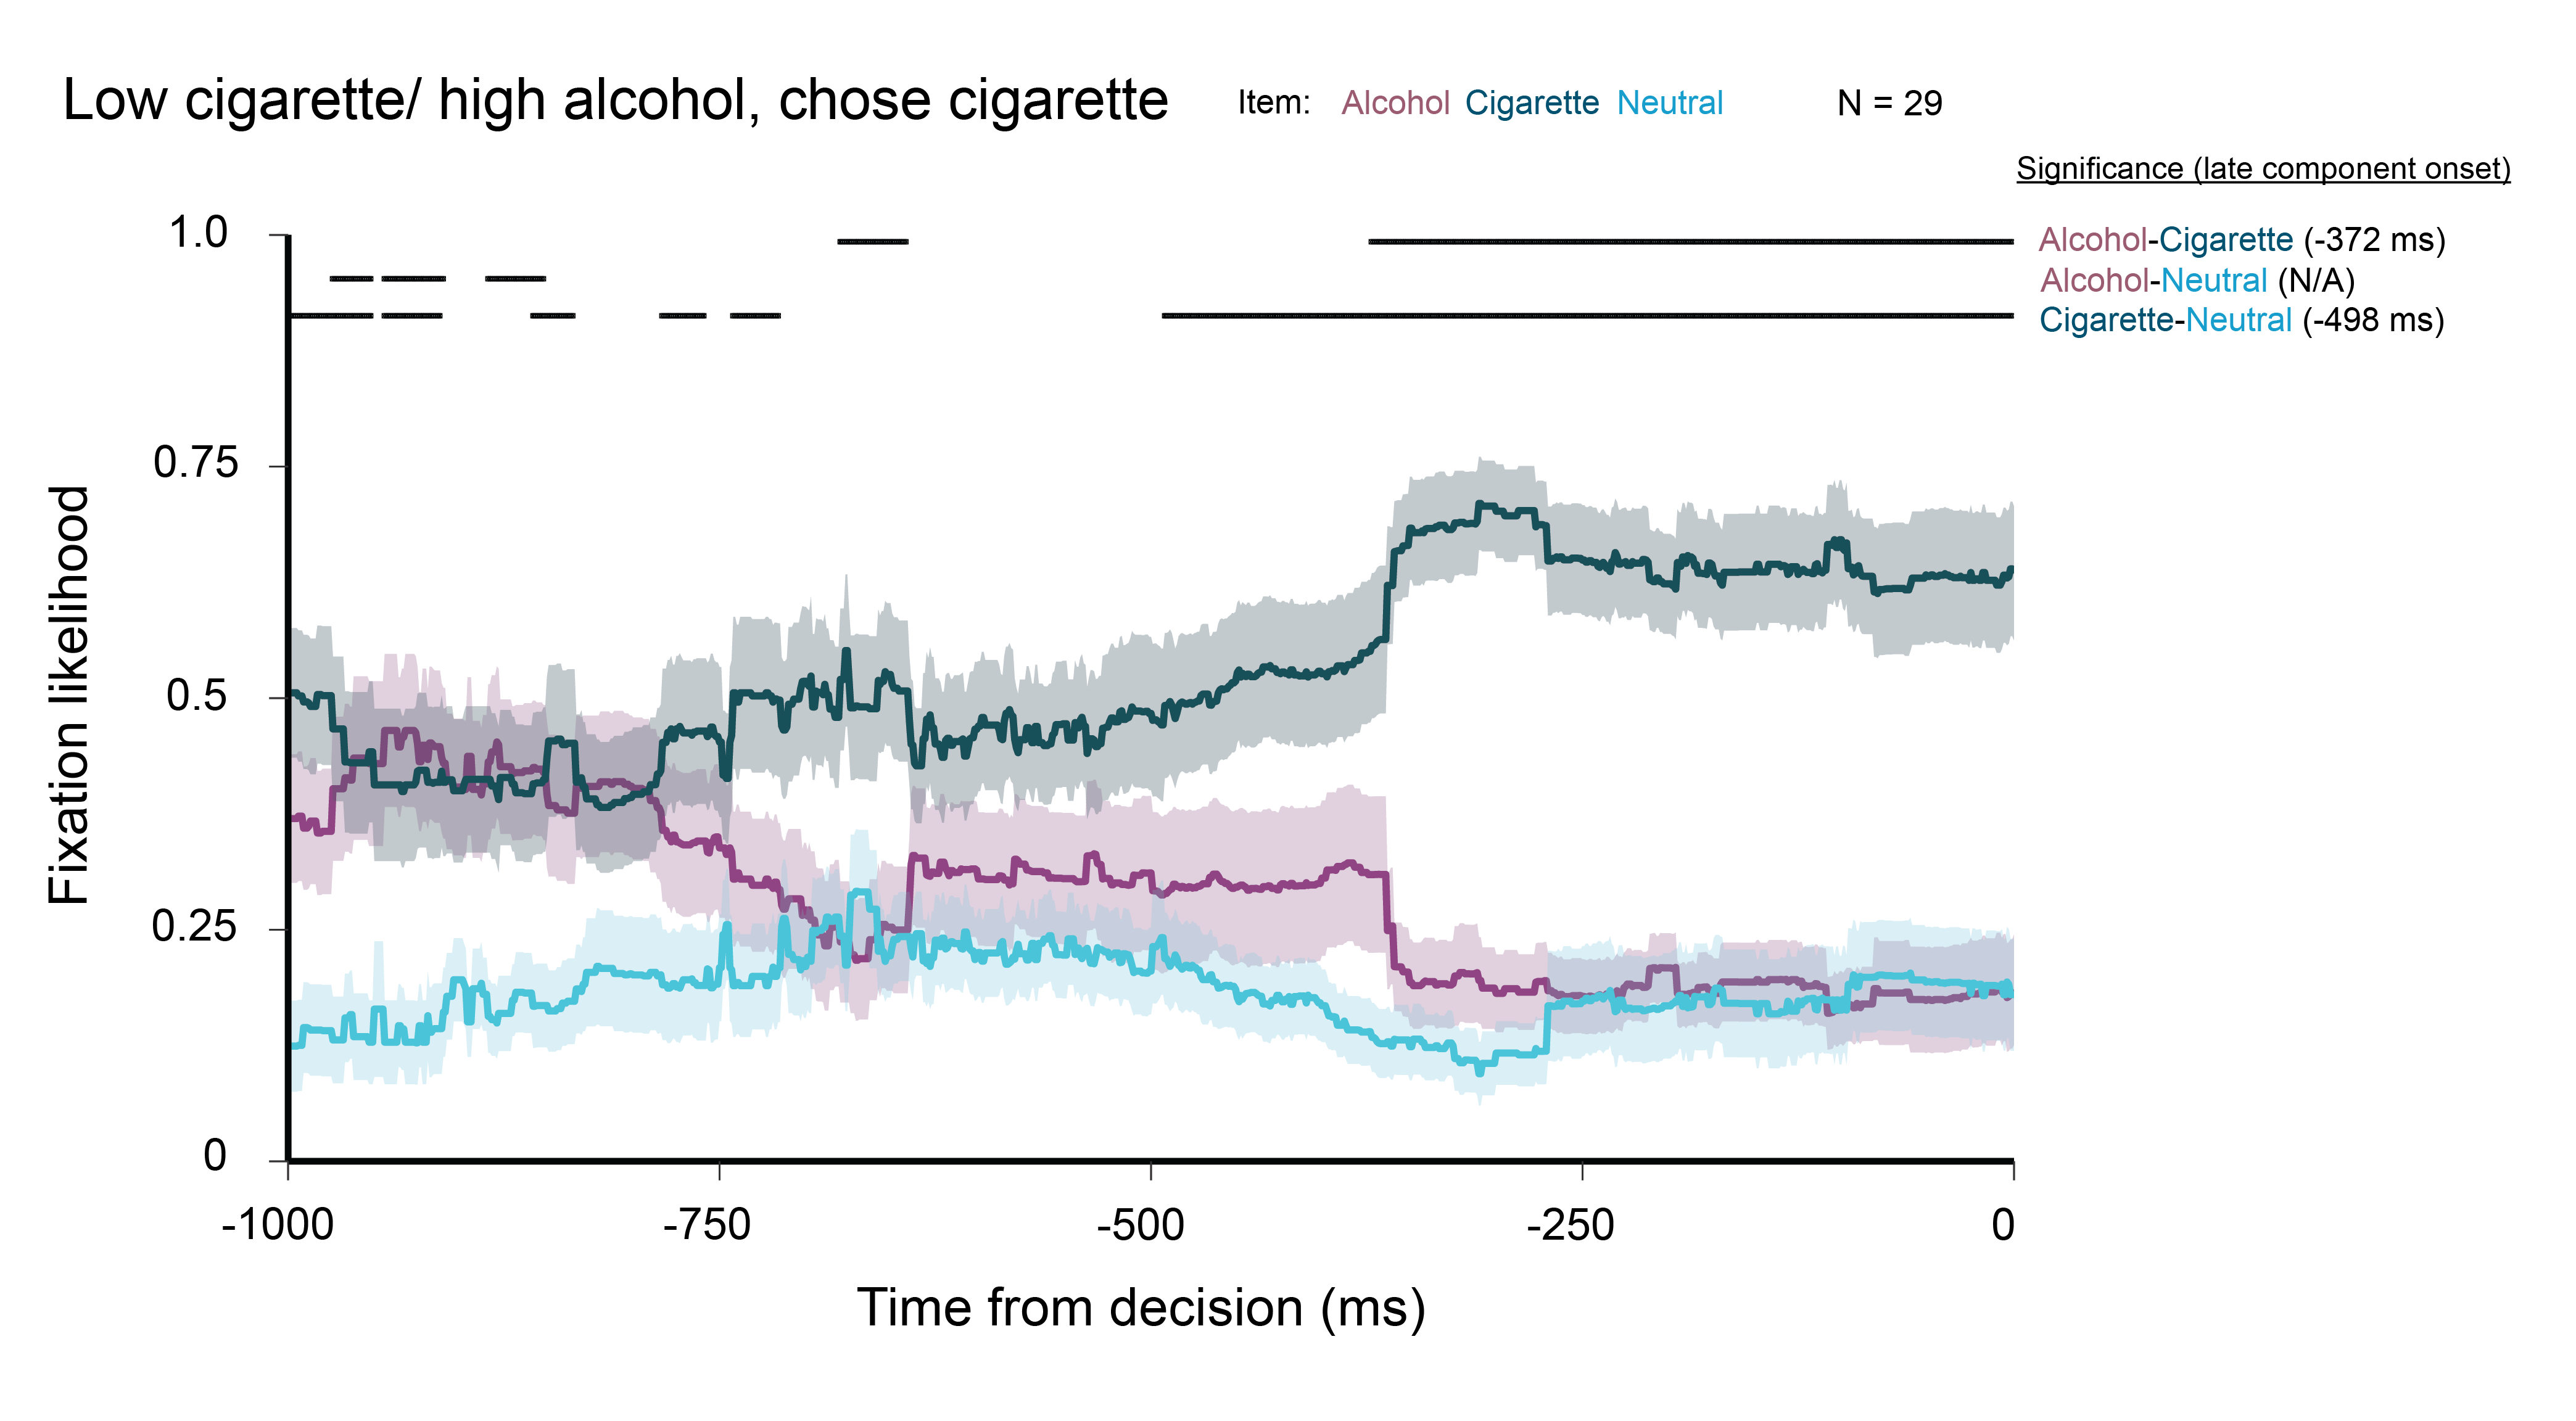 Low cigarette/ high alcohol, chose cigarette
Item: Alcohol Cigarette Neutral
N = 29
Significance (late component onset)
Alcohol-Cigarette (-372 ms)
Alcohol-Neutral (N/A)
Cigarette-Neutral (-498 ms)
Fixation likelihood
1.0
0.75
0.5
0.25
0
-1000 -750 -500 -250 0
Time from decision (ms)